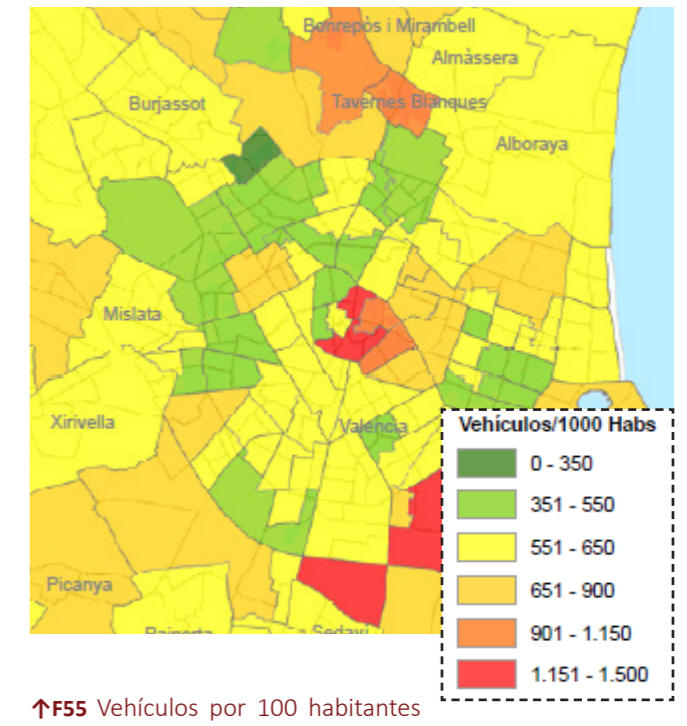 Bonrepòs i Mirambell
Almàssera
Burjassot
Tavernes Blanques
Alboraya
Mislata
Xirivella
València
Picanya
Sedaví
Vehículos/1000 Habs
0 - 350
351 - 550
551 - 650
651 - 900
901 - 1.150
1.151 - 1.500
↑F55 Vehículos por 100 habitantes